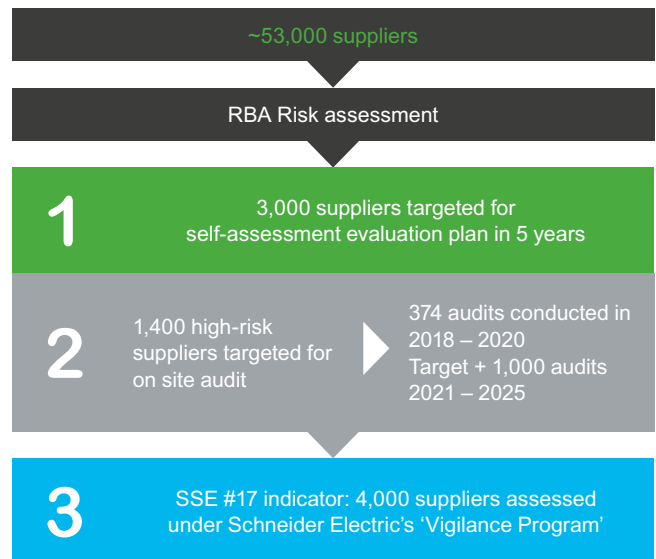 ~53,000 suppliers
RBA Risk assessment
1
3,000 suppliers targeted for
self-assessment evaluation plan in 5 years
2
1,400 high-risk
suppliers targeted for
on site audit
374 audits conducted in
2018 – 2020
Target + 1,000 audits
2021 – 2025
3
SSE #17 indicator: 4,000 suppliers assessed
under Schneider Electric's ‘Vigilance Program’